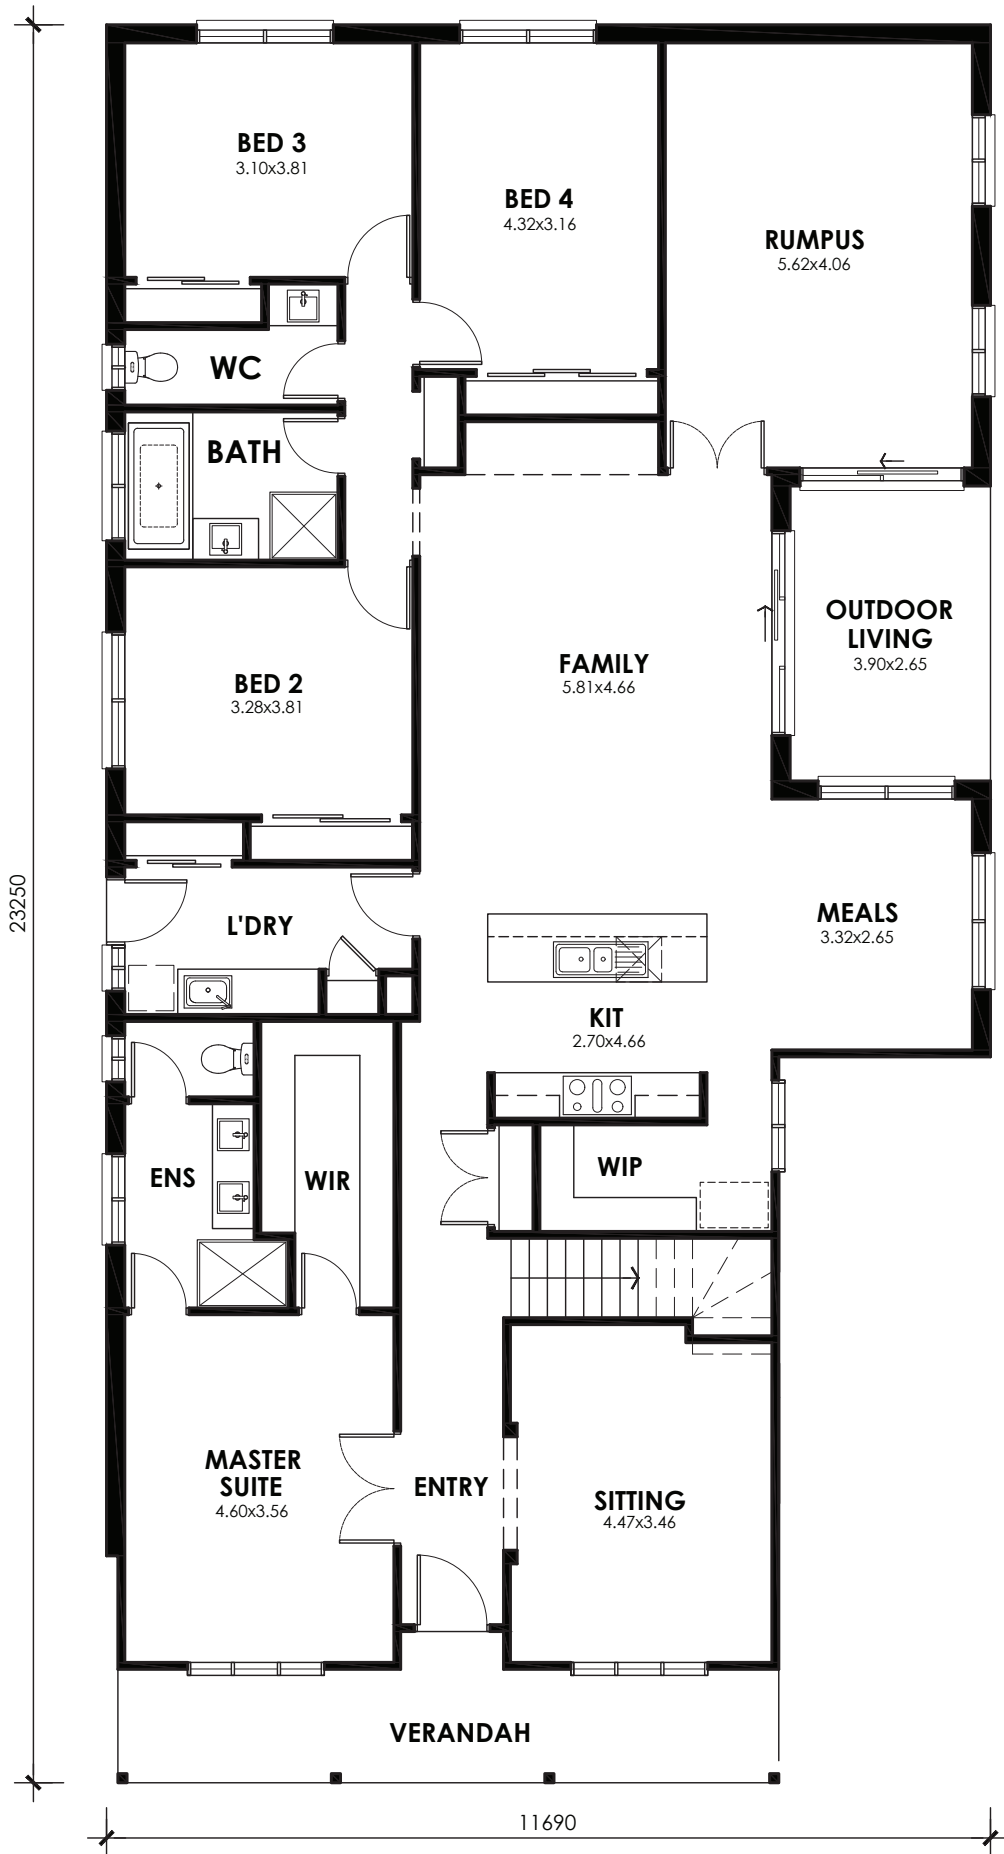 BED 3
3.10x3.81
BED 4
4.32x3.16
RUMPUS
5.62x4.06
WC
BATH
OUTDOOR
LIVING
3.90x2.65
FAMILY
5.81x4.66
BED 2
3.28x3.81
23250
L'DRY
MEALS
3.32x2.65
KIT
2.70x4.66
ENS
WIR
WIP
MASTER
SUITE
4.60x3.56
ENTRY
SITTING
4.47x3.46
VERANDAH
11690